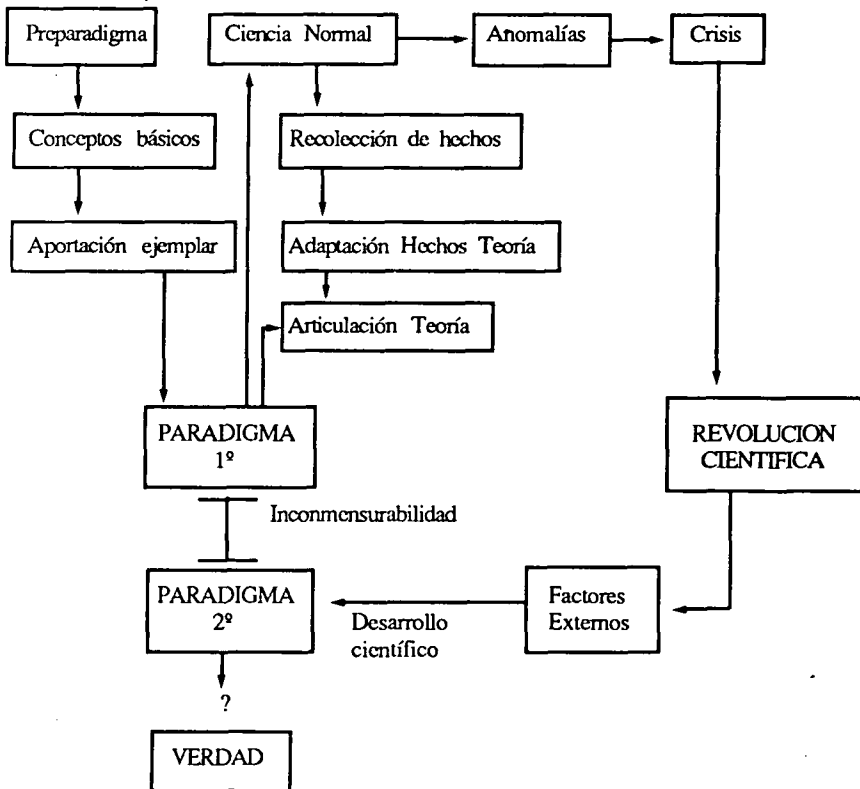 Preparadigma
Ciencia Normal
Anomalías
Crisis
Conceptos básicos
Recolección de hechos
Aportación ejemplar
Adaptación Hechos Teoría
Articulación Teoría
PARADIGMA
1º
REVOLUCION
CIENTIFICA
Inconmensurabilidad
PARADIGMA
2º
Desarrollo
científico
Factores
Externos
?
VERDAD